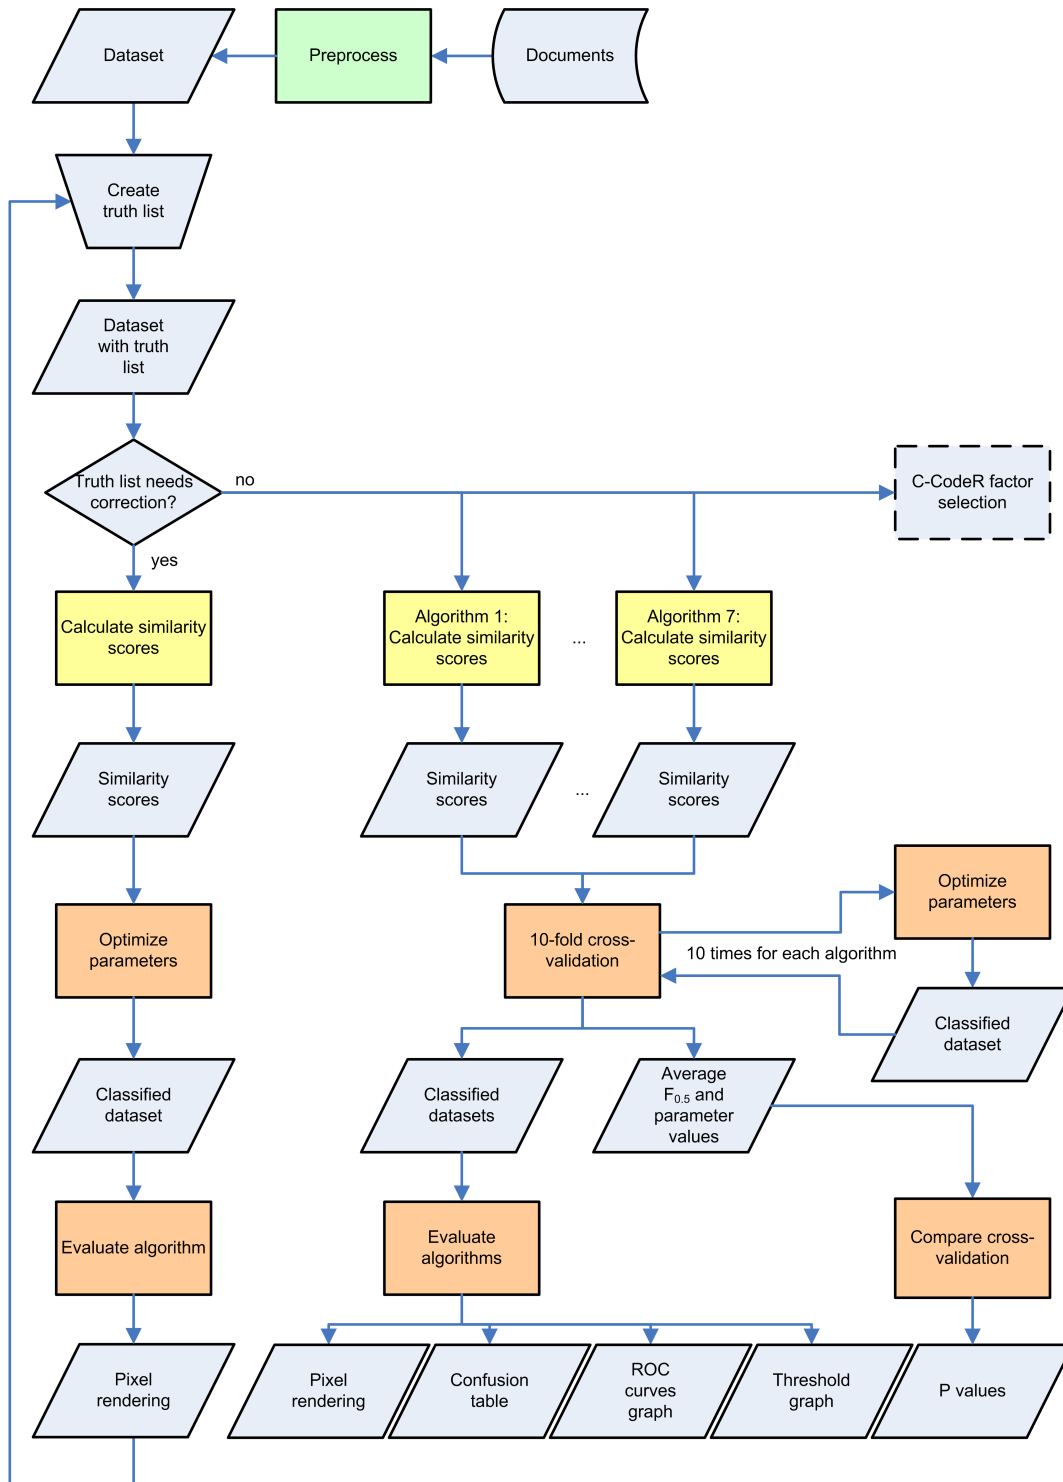 Dataset
Preprocess
Documents
Create
truth list
Dataset
with truth
list
Truth list needs
correction?
no
yes
C-CodeR factor
selection
Calculate similarity
scores
Algorithm 1:
Calculate similarity
scores
...
Algorithm 7:
Calculate similarity
scores
Similarity
scores
Similarity
scores
...
Similarity
scores
Optimize
parameters
10-fold cross-
validation
10 times for each algorithm
Optimize
parameters
Classified
dataset
Classified
dataset
Classified
datasets
Average
F0.5 and
parameter
values
Evaluate algorithm
Evaluate
algorithms
Compare cross-
validation
Pixel
rendering
Pixel
rendering
Confusion
table
ROC
curves
graph
Threshold
graph
P values